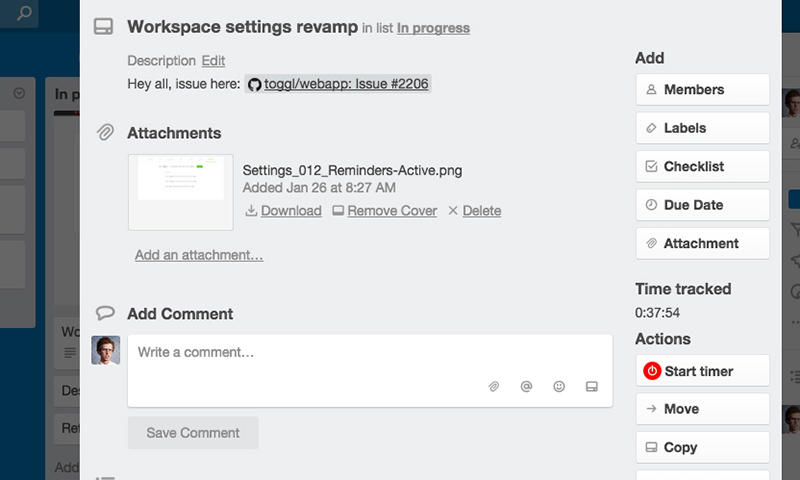 Workspace settings revamp in list In progress
Description Edit
Hey all, issue here: toggl/webapp: Issue #2206
Attachments
Settings_012_Reminders-Active.png
Added Jan 26 at 8:27 AM
Download Remove Cover Delete
Add an attachment…
Add Comment
Write a comment…
Save Comment
Add
Members
Labels
Checklist
Due Date
Attachment
Time tracked
0:37:54
Actions
Start timer
Move
Copy
In p
Wo
Des
Ret
Add